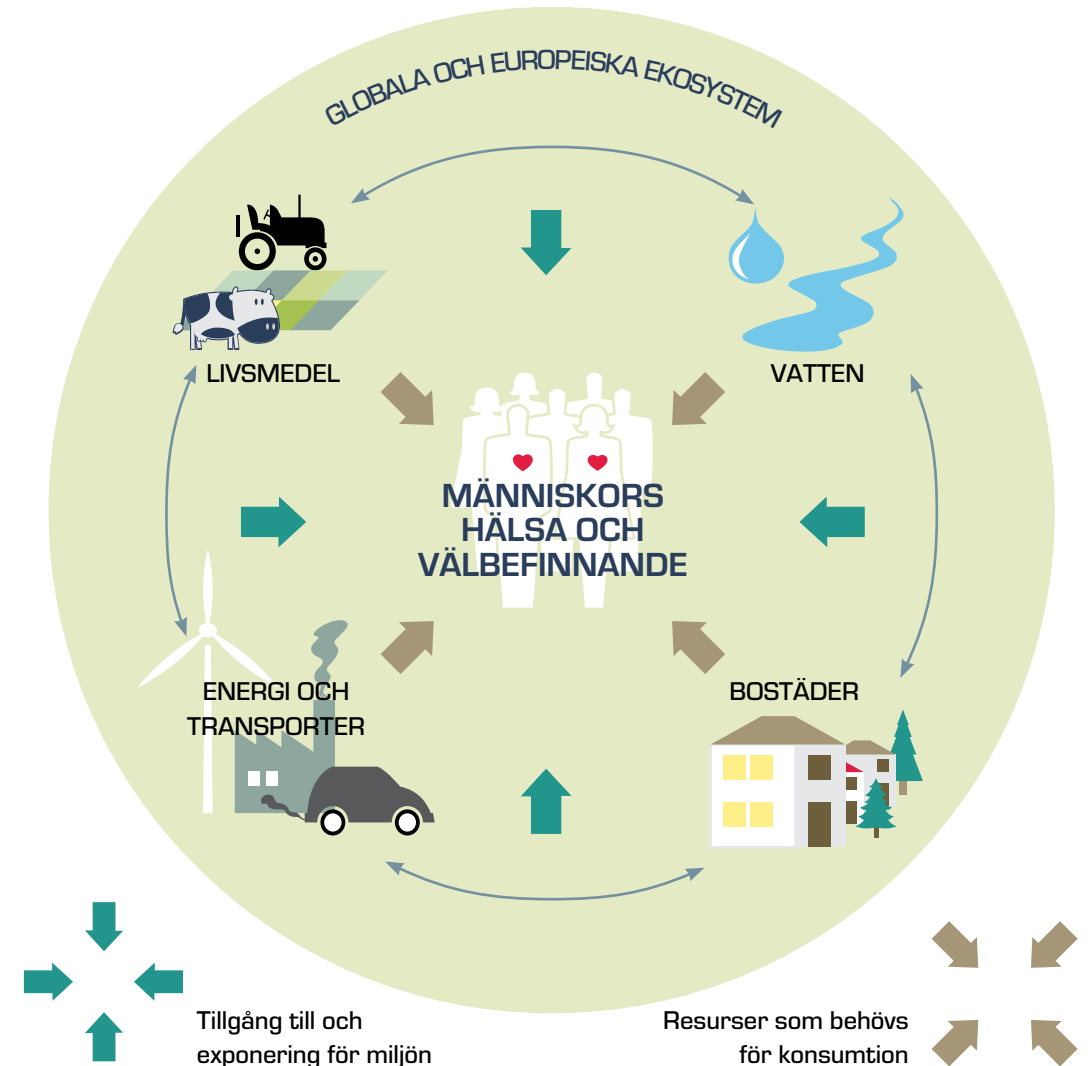 GLOBALA OCH EUROPEISKA EKOSYSTEM
LIVSMEDEL
VATTEN
MÄNNISKORS
HÄLSA OCH
VÄLBEFINNANDE
ENERGI OCH
TRANSPORTER
BOSTÄDER
Tillgång till och
exponering för miljön
Resurser som behövs
för konsumtion